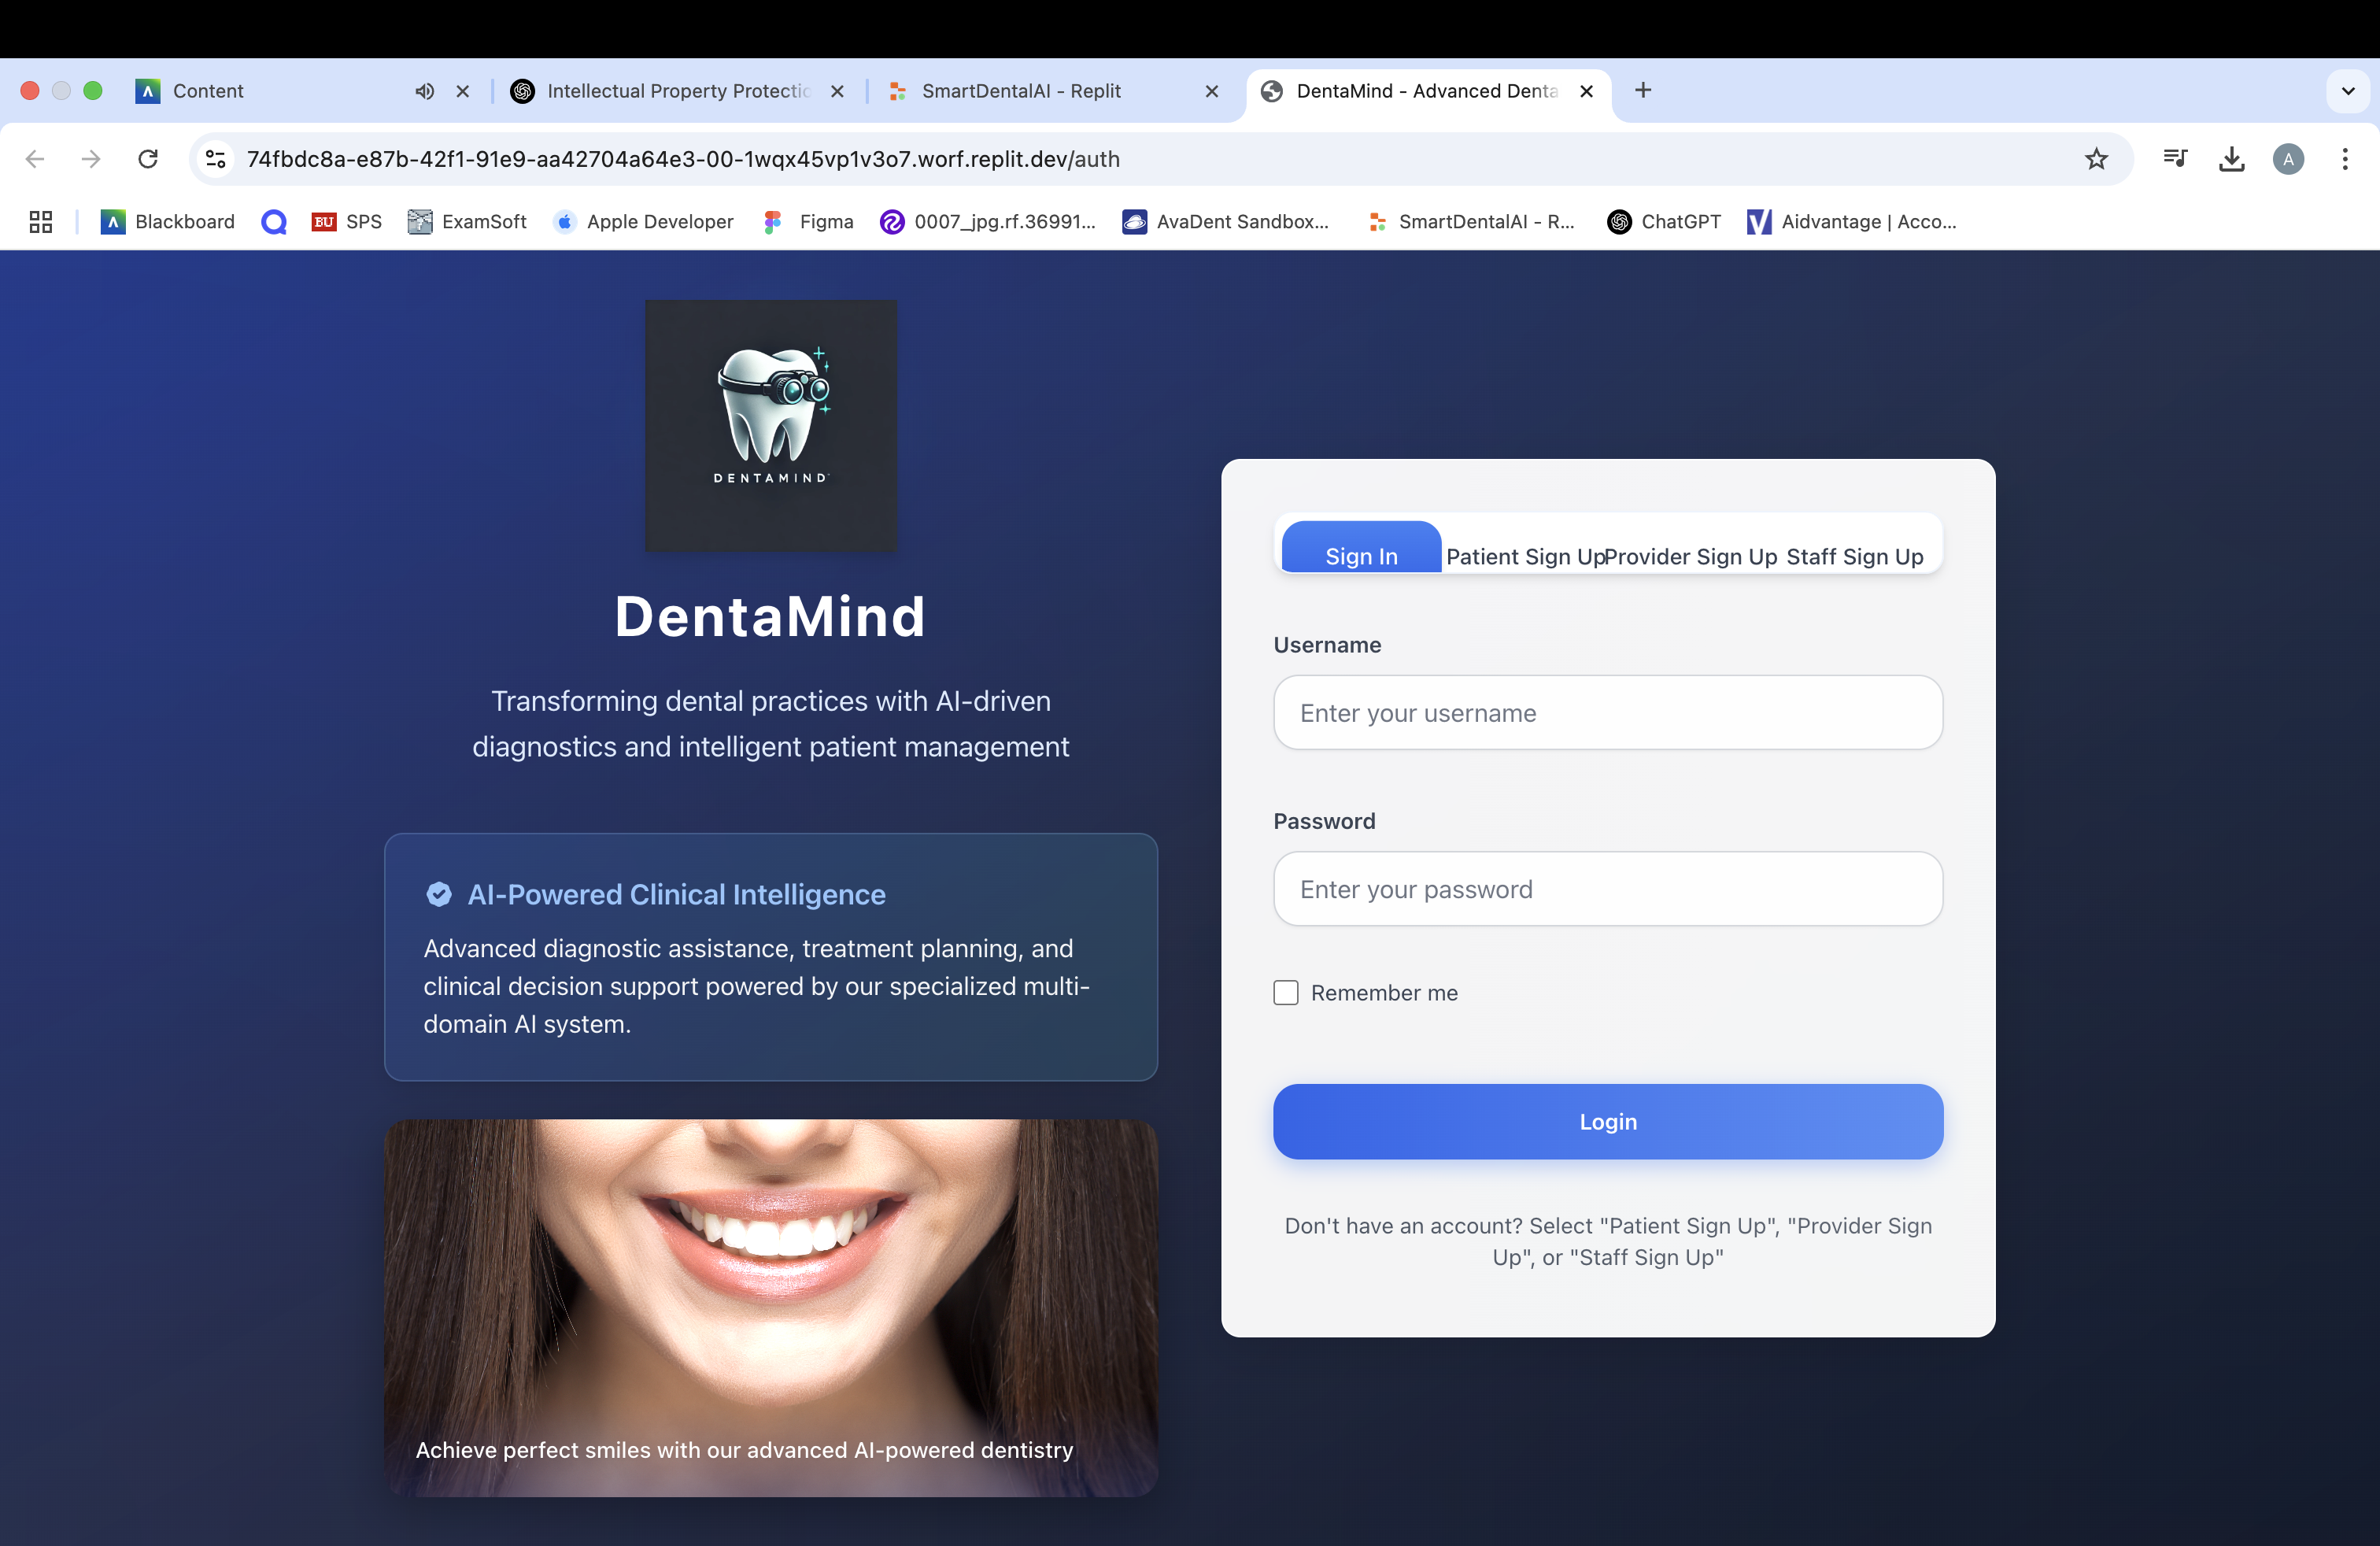 Content
Intellectual Property Protectic
SmartDentalAI - Replit
DentaMind - Advanced Denta
74fbdc8a-e87b-42f1-91e9-aa42704a64e3-00-1wqx45vp1v3o7.worf.replit.dev/auth
A
Blackboard
BU SPS
ExamSoft
Apple Developer
Figma
0007_jpg.rf.36991...
AvaDent Sandbox...
SmartDentalAI - R...
ChatGPT
Aidvantage | Acco...
DENTAMIND
DentaMind
Transforming dental practices with AI-driven
diagnostics and intelligent patient management
AI-Powered Clinical Intelligence
Advanced diagnostic assistance, treatment planning, and
clinical decision support powered by our specialized multi-
domain AI system.
Achieve perfect smiles with our advanced AI-powered dentistry
Sign In Patient Sign Up Provider Sign Up Staff Sign Up
Username
Enter your username
Password
Enter your password
Remember me
Login
Don't have an account? Select "Patient Sign Up", "Provider Sign
Up", or "Staff Sign Up"